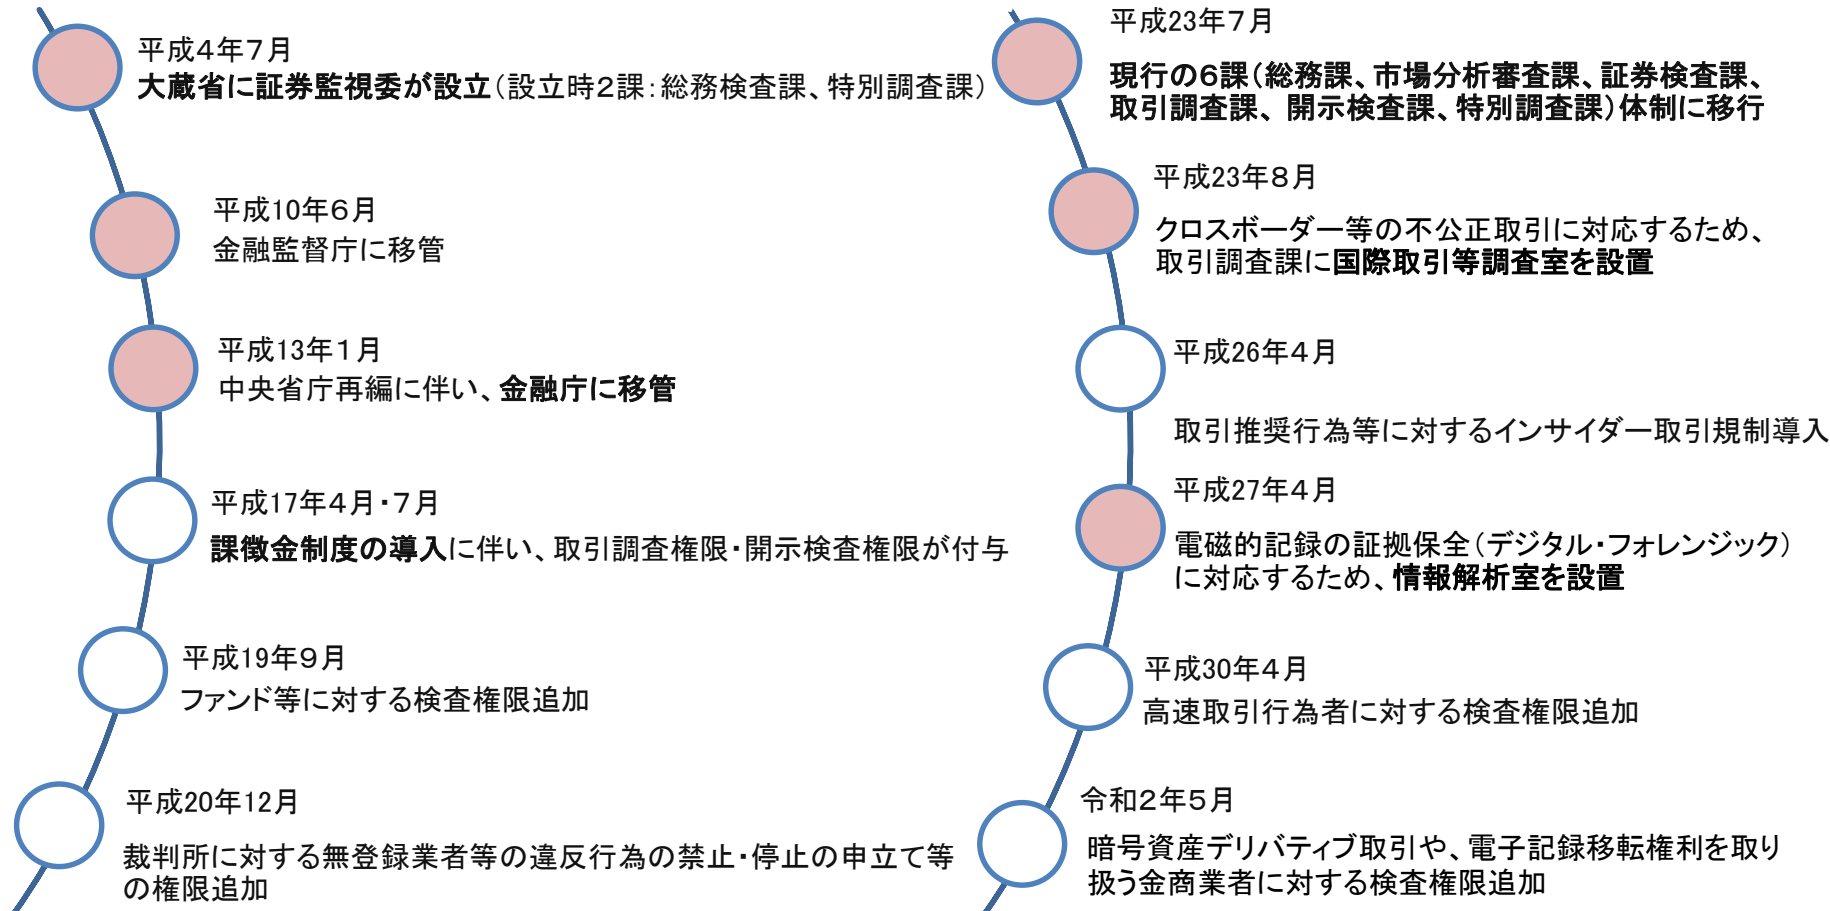 平成４年７月
大蔵省に証券監視委が設立（設立時２課：総務検査課、特別調査課）
平成10年６月
金融監督庁に移管
平成13年１月
中央省庁再編に伴い、金融庁に移管
平成17年４月・７月
課徴金制度の導入に伴い、取引調査権限・開示検査権限が付与
平成19年９月
ファンド等に対する検査権限追加
平成20年12月
裁判所に対する無登録業者等の違反行為の禁止・停止の申立て等
の権限追加
平成23年７月
現行の６課（総務課、市場分析審査課、証券検査課、
取引調査課、開示検査課、特別調査課）体制に移行
平成23年８月
クロスボーダー等の不公正取引に対応するため、
取引調査課に国際取引等調査室を設置
平成26年４月
取引推奨行為等に対するインサイダー取引規制導入
平成27年４月
電磁的記録の証拠保全（デジタル・フォレンジック）
に対応するため、情報解析室を設置
平成30年４月
高速取引行為者に対する検査権限追加
令和２年５月
暗号資産デリバティブ取引や、電子記録移転権利を取り
扱う金商業者に対する検査権限追加